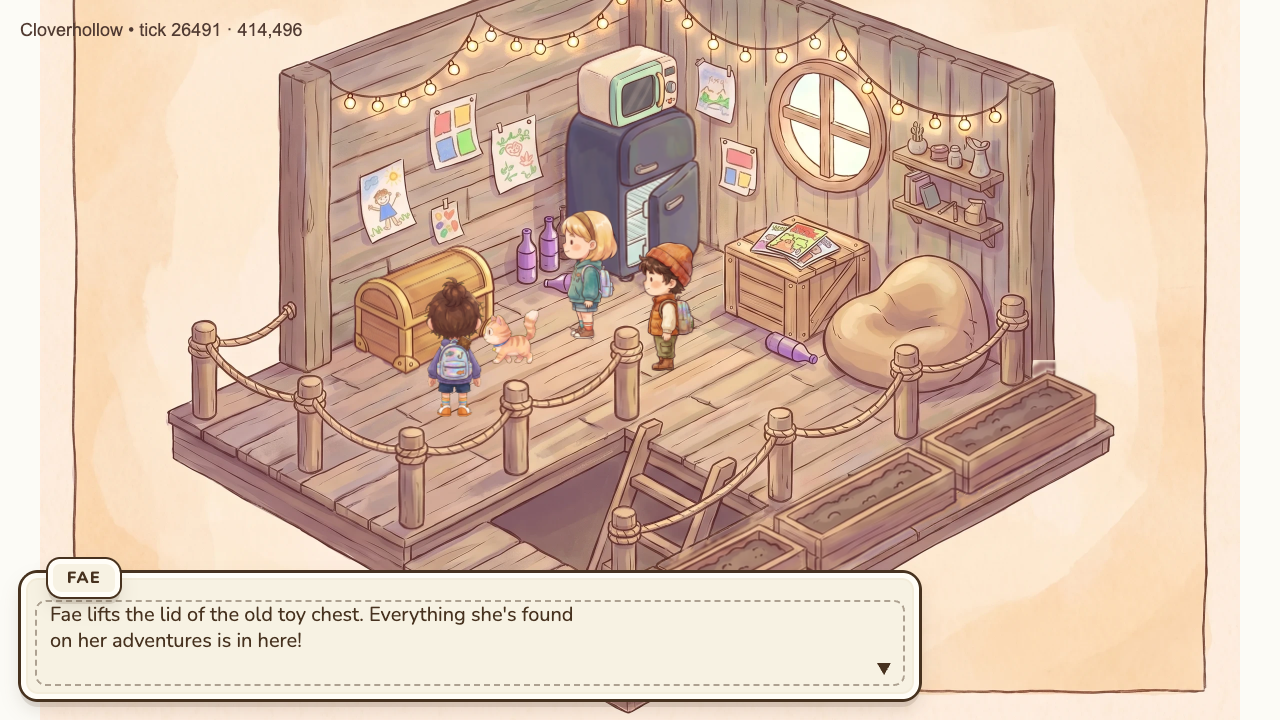 Cloverhollow • tick 26491 · 414,496
FAE
Fae lifts the lid of the old toy chest. Everything she's found
on her adventures is in here!